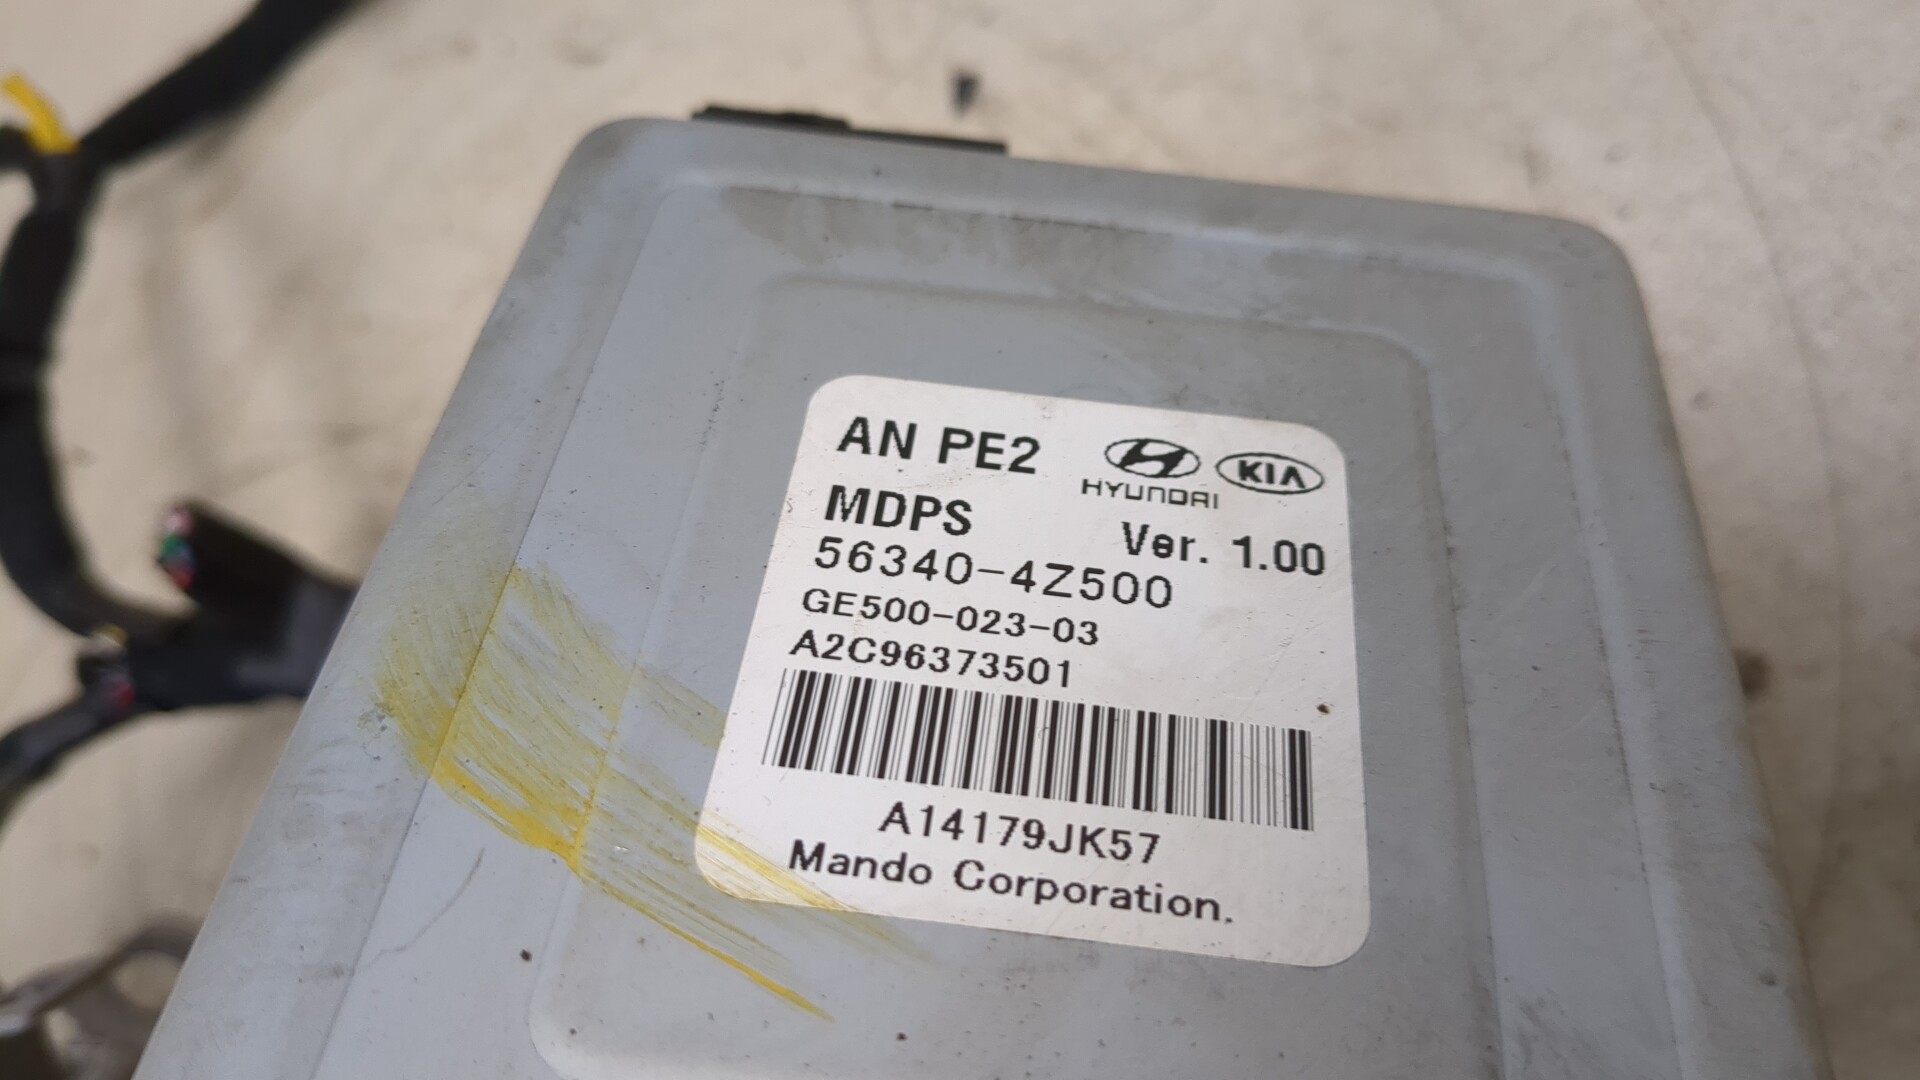 AN PE2
HYUNDAI KIA
MDPS Ver. 1.00
56340-4Z500
GE500-023-03
A2C96373501
A14179JK57
Mando Corporation.